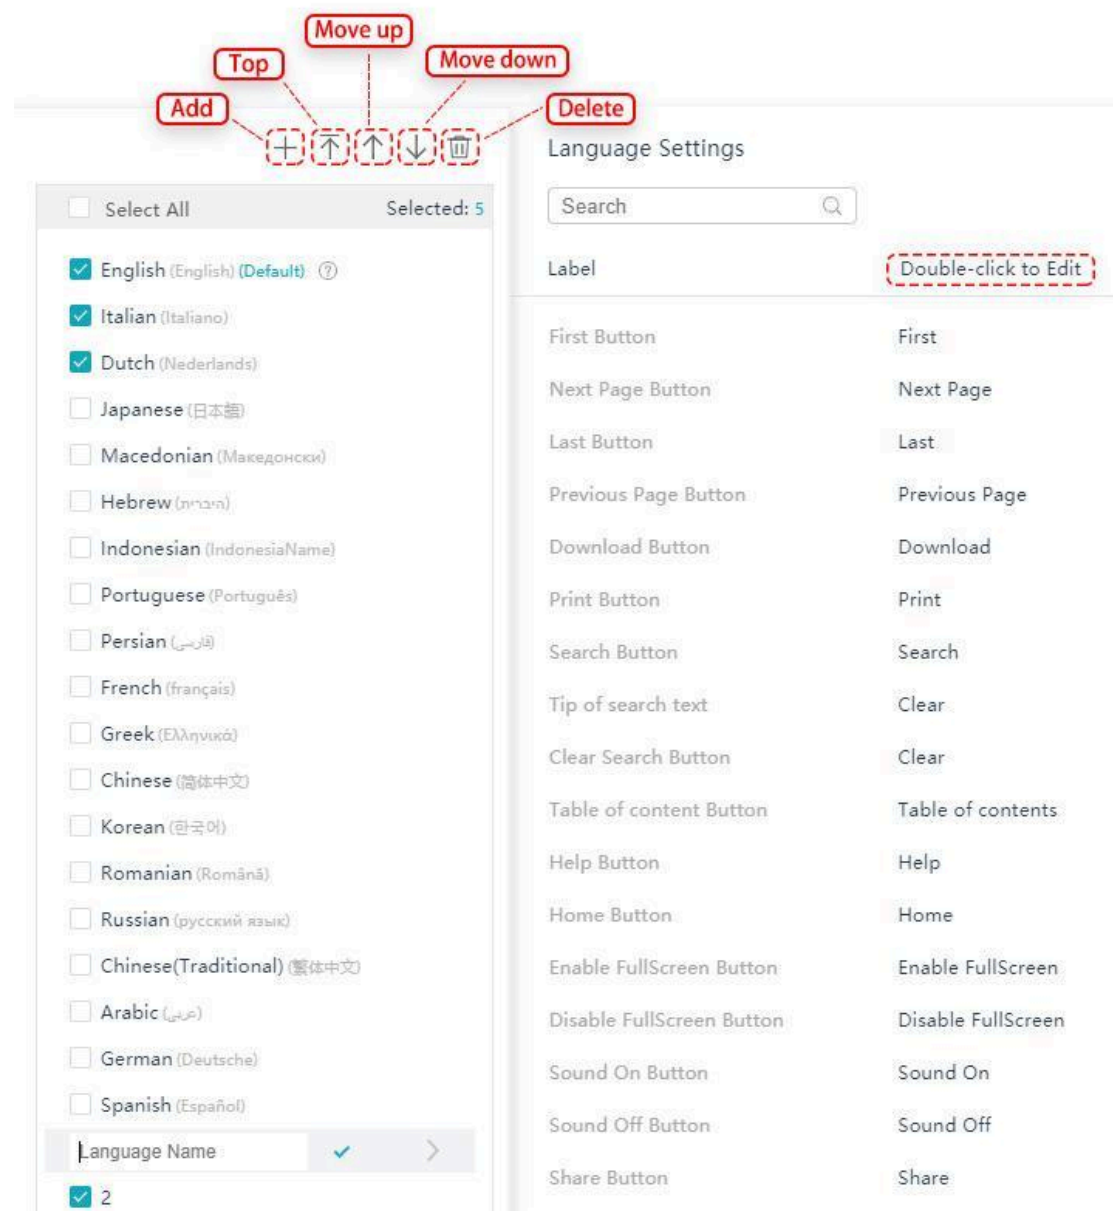 Move up
Top
Move down
Add
Delete
Language Settings
Select All
Selected: 5
English (English) (Default)
Italian (Italiano)
Dutch (Nederlands)
Japanese (日本語)
Macedonian (Македонски)
Hebrew (היברית)
Indonesian (IndonesiaName)
Portuguese (Português)
Persian (فارسی)
French (français)
Greek (Ελληνικά)
Chinese (简体中文)
Korean (한국어)
Romanian (Română)
Russian (русский язык)
Chinese(Traditional) (繁体中文)
Arabic (عربي)
German (Deutsche)
Spanish (Español)
Language Name
2
Search
Label
Double-click to Edit
First Button
First
Next Page Button
Next Page
Last Button
Last
Previous Page Button
Previous Page
Download Button
Download
Print Button
Print
Search Button
Search
Tip of search text
Clear
Clear Search Button
Clear
Table of content Button
Table of contents
Help Button
Help
Home Button
Home
Enable FullScreen Button
Enable FullScreen
Disable FullScreen Button
Disable FullScreen
Sound On Button
Sound On
Sound Off Button
Sound Off
Share Button
Share